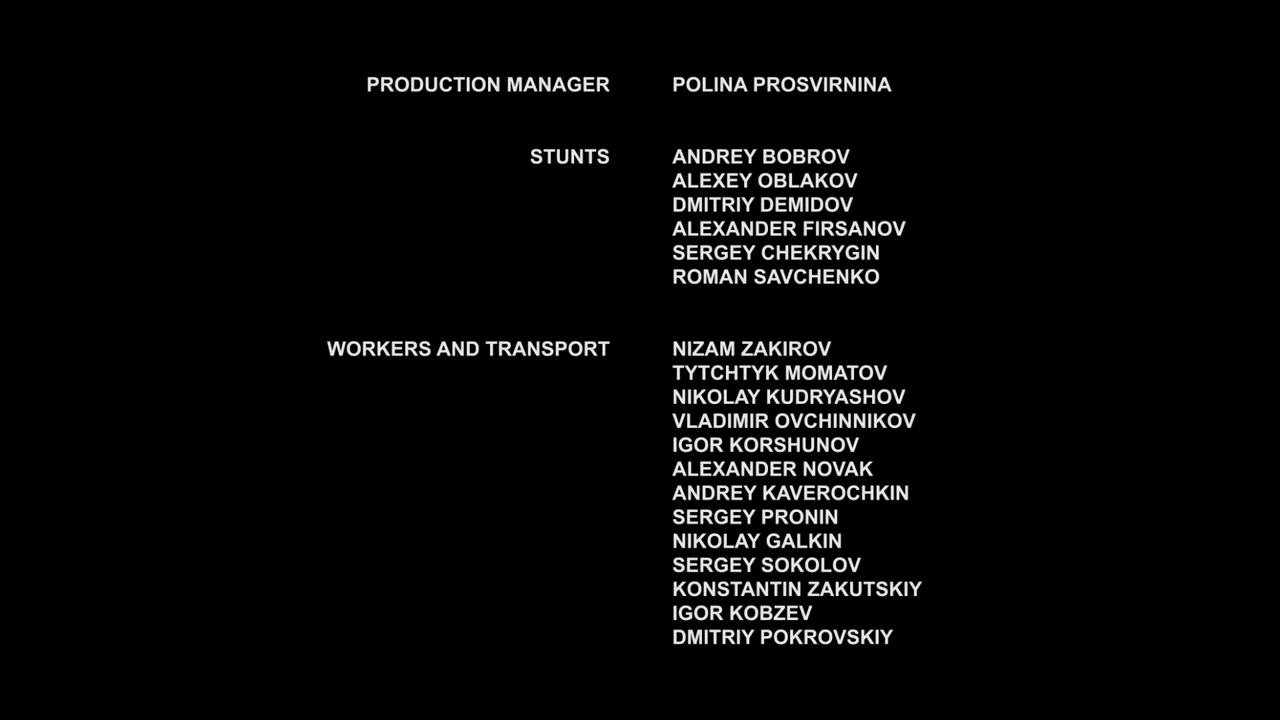 PRODUCTION MANAGER POLINA PROSVIRNINA
STUNTS ANDREY BOBROV
ALEXEY OBLAKOV
DMITRIY DEMIDOV
ALEXANDER FIRSANOV
SERGEY CHEKRYGIN
ROMAN SAVCHENKO
WORKERS AND TRANSPORT NIZAM ZAKIROV
TYTCHTYK MOMATOV
NIKOLAY KUDRYASHOV
VLADIMIR OVCHINNIKOV
IGOR KORSHUNOV
ALEXANDER NOVAK
ANDREY KAVEROCHKIN
SERGEY PRONIN
NIKOLAY GALKIN
SERGEY SOKOLOV
KONSTANTIN ZAKUTSKIY
IGOR KOBZEV
DMITRIY POKROVSKIY